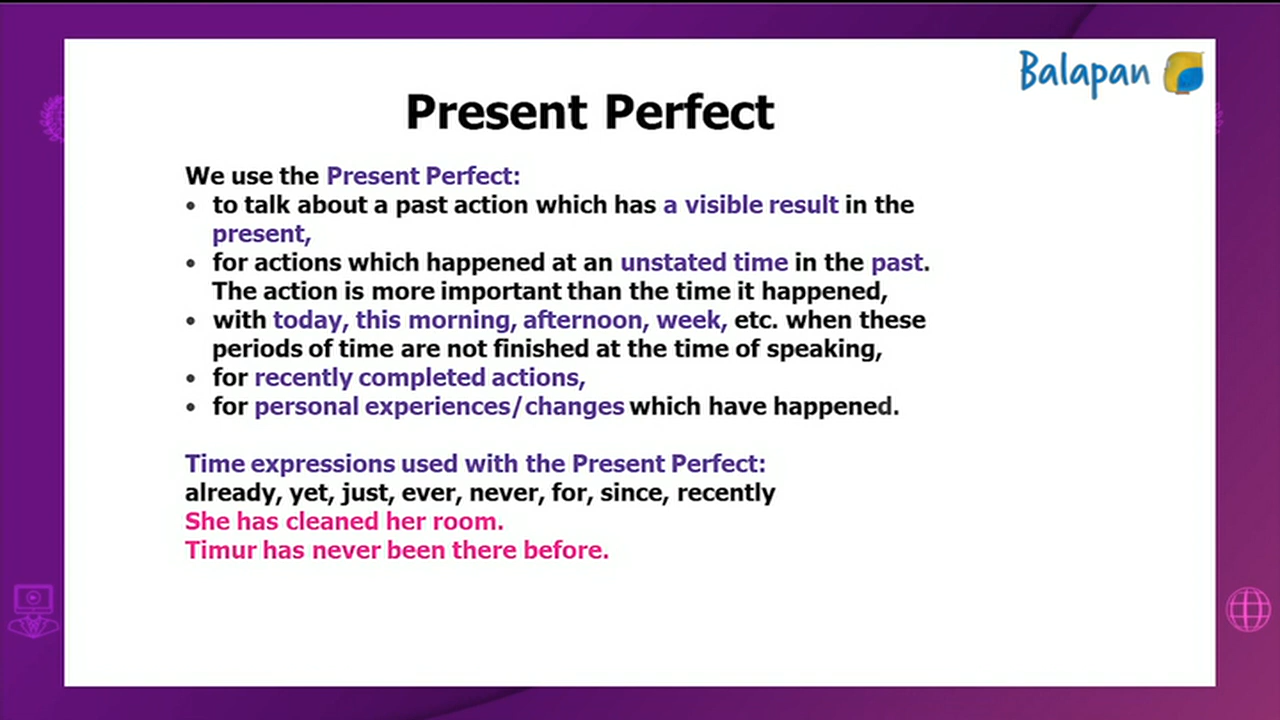 Balapan
Present Perfect
We use the Present Perfect:
• to talk about a past action which has a visible result in the
present,
• for actions which happened at an unstated time in the past.
The action is more important than the time it happened,
• with today, this morning, afternoon, week, etc. when these
periods of time are not finished at the time of speaking,
• for recently completed actions,
• for personal experiences/changes which have happened.
Time expressions used with the Present Perfect:
already, yet, just, ever, never, for, since, recently
She has cleaned her room.
Timur has never been there before.